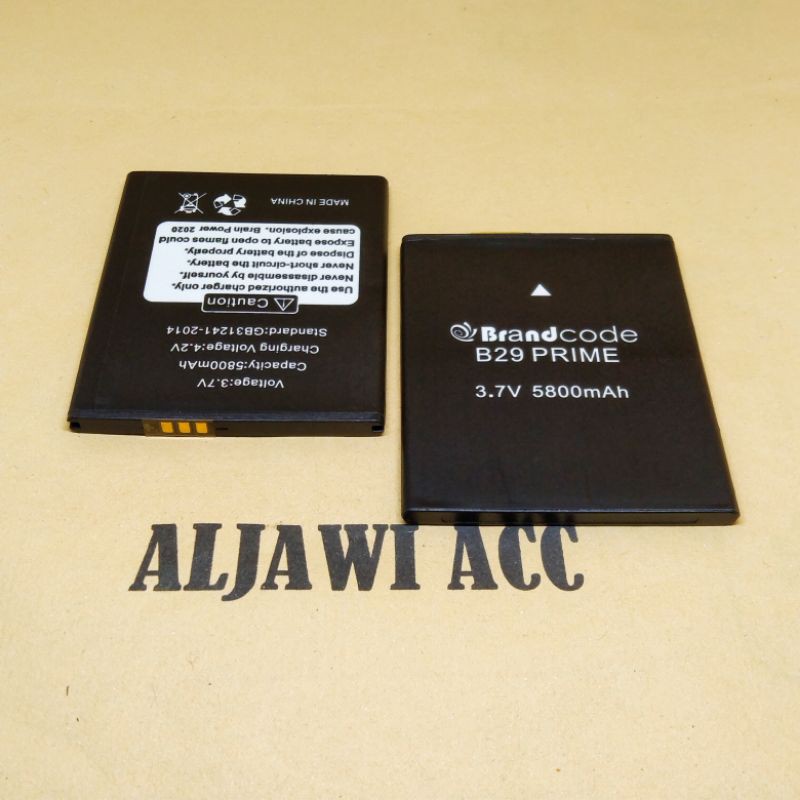 Voltage:3.7V
Capacity:5800mAh
Charging Voltage:4.2V
Standard:GB31241-2014
Caution
Use the authorized charger only.
Never disassemble by yourself.
Never short-circuit the battery
Dispose of the battery properly.
Expose battery to open flames could
cause explosion. Brain Power 2020
MADE IN CHINA
Brandcode
B29 PRIME
3.7V 5800mAh
ALJAWI ACC